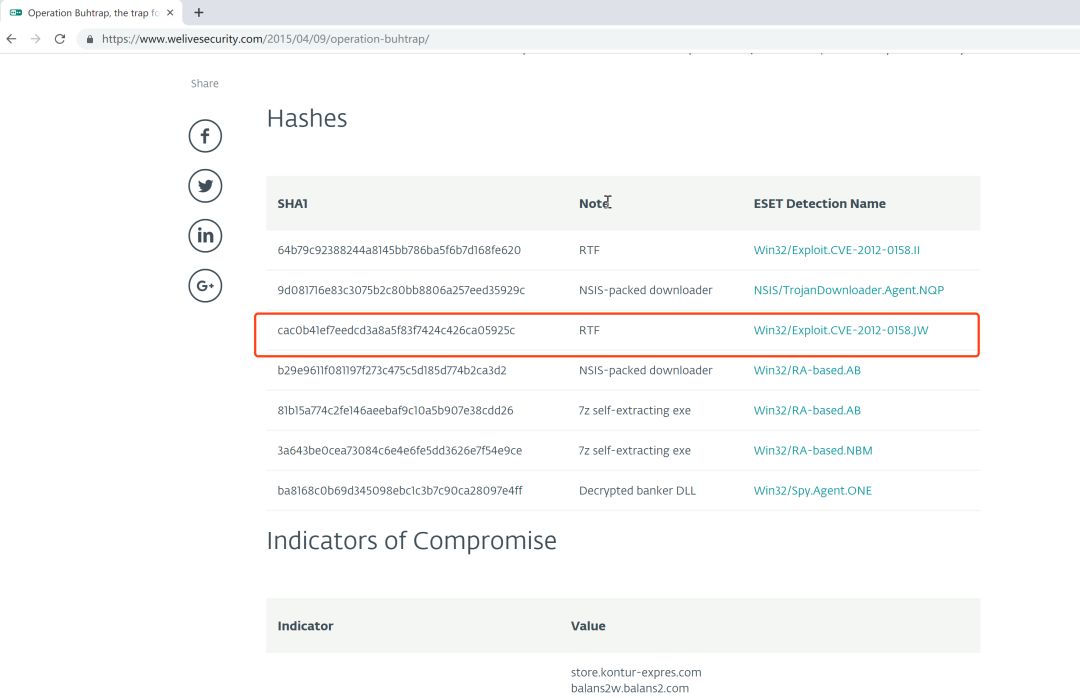 Operation Buhtrap, the trap fo
https://www.welivesecurity.com/2015/04/09/operation-buhtrap/
Share
Hashes
SHA1 Note ESET Detection Name
64b79c92388244a8145bb786ba5f6b7d168fe620 RTF Win32/Exploit.CVE-2012-0158.II
9d081716e83c3075b2c80bb8806a257eed35929c NSIS-packed downloader NSIS/TrojanDownloader.Agent.NQP
cac0b41ef7eedcd3a8a5f83f7424c426ca05925c RTF Win32/Exploit.CVE-2012-0158.JW
b29e9611f081197f273c475c5d185d774b2ca3d2 NSIS-packed downloader Win32/RA-based.AB
81b15a774c2fe146aeebaf9c10a5b907e38cdd26 7z self-extracting exe Win32/RA-based.AB
3a643be0cea73084c6e4e6fe5dd3626e7f54e9ce 7z self-extracting exe Win32/RA-based.NBM
ba8168c0b69d345098ebc1c3b7c90ca28097e4ff Decrypted banker DLL Win32/Spy.Agent.ONE
Indicators of Compromise
Indicator Value
store.kontur-expres.com
balans2w.balans2.com